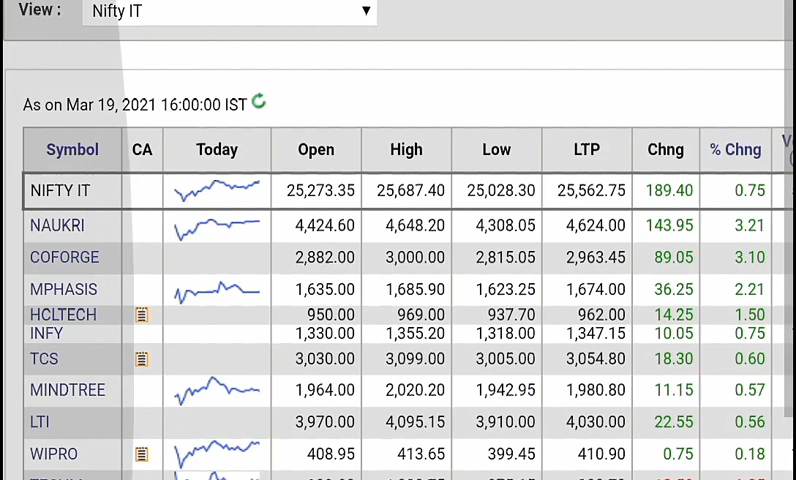 View : Nifty IT ▼
As on Mar 19, 2021 16:00:00 IST
Symbol CA Today Open High Low LTP Chng % Chng
NIFTY IT 25,273.35 25,687.40 25,028.30 25,562.75 189.40 0.75
NAUKRI 4,424.60 4,648.20 4,308.05 4,624.00 143.95 3.21
COFORGE 2,882.00 3,000.00 2,815.05 2,963.45 89.05 3.10
MPHASIS 1,635.00 1,685.90 1,623.25 1,674.00 36.25 2.21
HCLTECH 950.00 969.00 937.70 962.00 14.25 1.50
INFY 1,330.00 1,355.20 1,318.00 1,347.15 10.05 0.75
TCS 3,030.00 3,099.00 3,005.00 3,054.80 18.30 0.60
MINDTREE 1,964.00 2,020.20 1,942.95 1,980.80 11.15 0.57
LTI 3,970.00 4,095.15 3,910.00 4,030.00 22.55 0.56
WIPRO 408.95 413.65 399.45 410.90 0.75 0.18